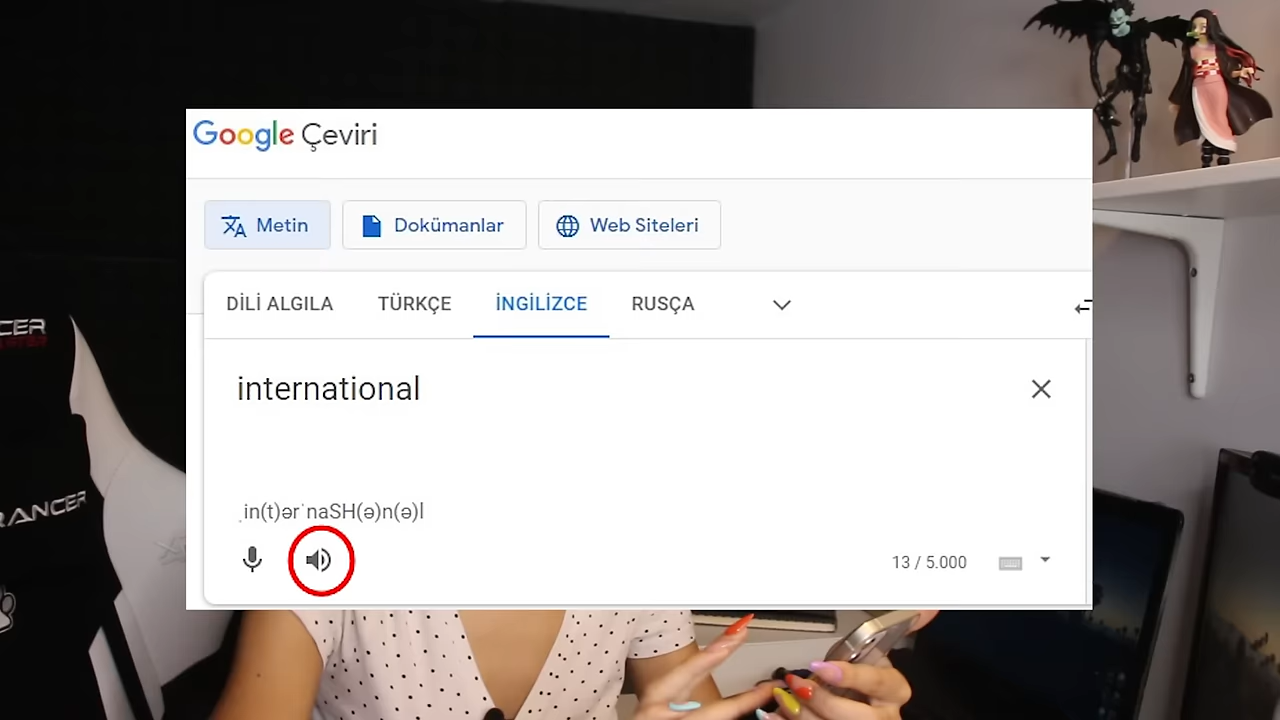 Google Çeviri
Metin
Dokümanlar
Web Siteleri
DİLİ ALGILA
TÜRKÇE
İNGİLİZCE
RUSÇA
international
ˌin(t)ərˈnaSH(ə)n(ə)l
13 / 5.000
RANCER